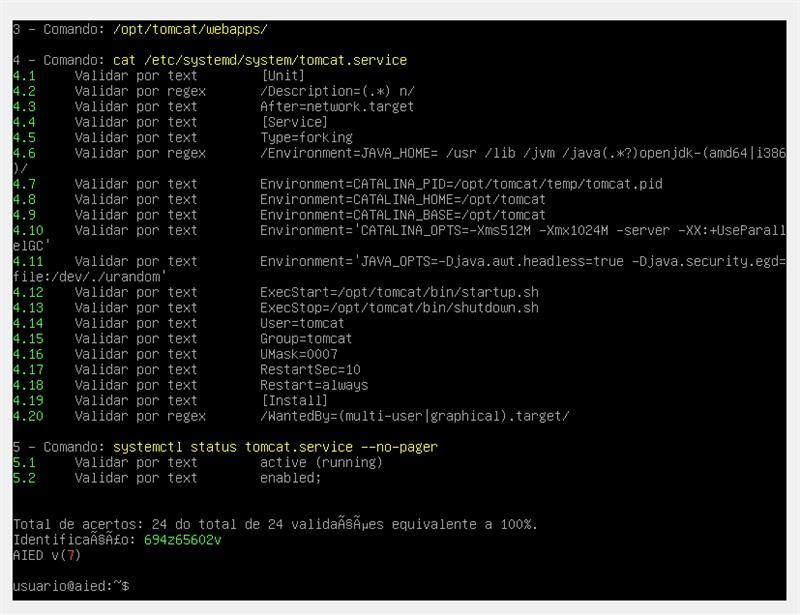 3 - Comando: /opt/tomcat/webapps/
4 - Comando: cat /etc/systemd/system/tomcat.service
4.1 Validar por text [Unit]
4.2 Validar por regex /Description=(.*) n/
4.3 Validar por text After=network.target
4.4 Validar por text [Service]
4.5 Validar por text Type=forking
4.6 Validar por regex /Environment=JAVA_HOME= /usr /lib /jvm /java(.*?)openjdk-(amd64|i386
)/
4.7 Validar por text Environment=CATALINA_PID=/opt/tomcat/temp/tomcat.pid
4.8 Validar por text Environment=CATALINA_HOME=/opt/tomcat
4.9 Validar por text Environment=CATALINA_BASE=/opt/tomcat
4.10 Validar por text Environment='CATALINA_OPTS=-Xms512M -Xmx1024M -server -XX:+UseParall
elGC'
4.11 Validar por text Environment='JAVA_OPTS=-Djava.awt.headless=true -Djava.security.egd=
file:/dev/./urandom'
4.12 Validar por text ExecStart=/opt/tomcat/bin/startup.sh
4.13 Validar por text ExecStop=/opt/tomcat/bin/shutdown.sh
4.14 Validar por text User=tomcat
4.15 Validar por text Group=tomcat
4.16 Validar por text UMask=0007
4.17 Validar por text RestartSec=10
4.18 Validar por text Restart=always
4.19 Validar por text [Install]
4.20 Validar por regex /WantedBy=(multi-user|graphical).target/
5 - Comando: systemctl status tomcat.service --no-pager
5.1 Validar por text active (running)
5.2 Validar por text enabled;
Total de acertos: 24 do total de 24 validaÃ§Ãµes equivalente a 100%.
IdentificaÃ§Ã£o: 694z65602v
AIED v(7)
usuario@aied:~$